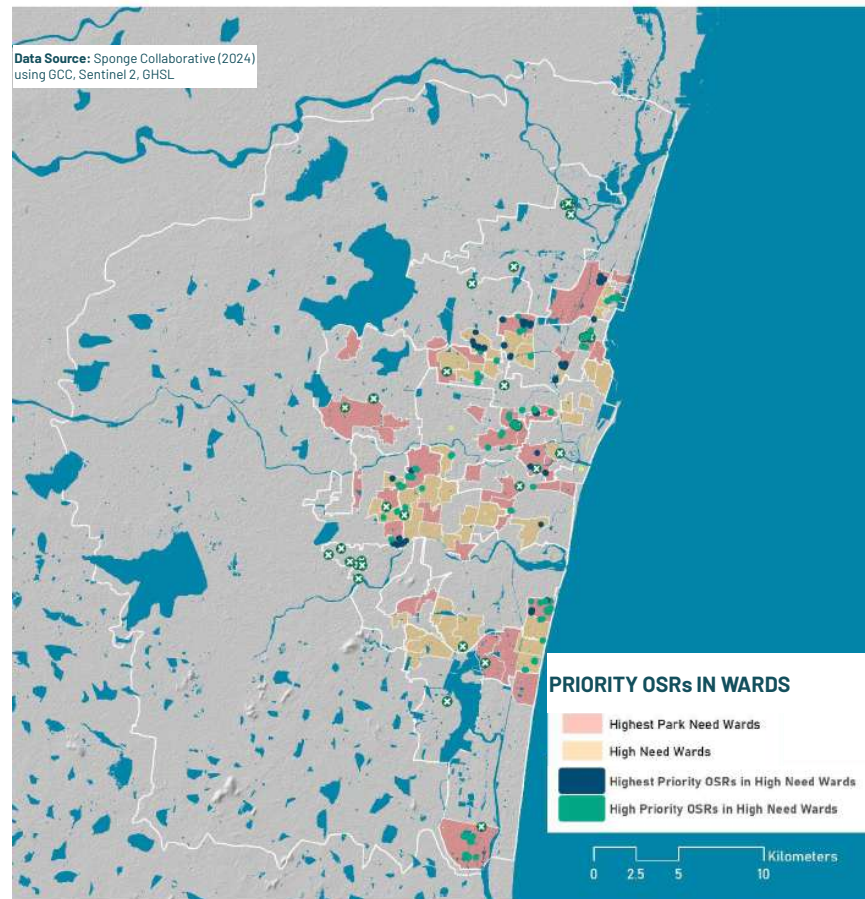 Data Source: Sponge Collaborative (2024)
using GCC, Sentinel 2, GHSL
PRIORITY OSRs IN WARDS
Highest Park Need Wards
High Need Wards
Highest Priority OSRs in High Need Wards
High Priority OSRs in High Need Wards
Kilometers
0 2.5 5 10